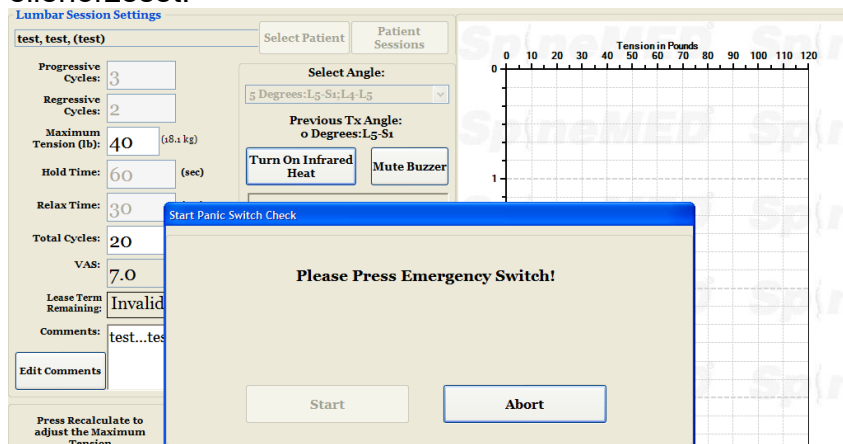 Lumbar Session Settings
test, test, (test)
Select Patient
Patient
Sessions
Progressive
Cycles:
3
Regressive
Cycles:
2
Maximum
Tension (lb):
40
(18.1 kg)
Hold Time:
60
(sec)
Relax Time:
30
Total Cycles:
20
VAS:
7.0
Lease Term
Remaining:
Invalid
Comments:
test...tes
Edit Comments
Press Recalculate to
adjust the Maximum
Tension
Select Angle:
5 Degrees:L5-S1;L4-L5
Previous Tx Angle:
0 Degrees:L5-S1
Turn On Infrared
Heat
Mute Buzzer
Start Panic Switch Check
Please Press Emergency Switch!
Start
Abort
SpineMED
Tension in Pounds
0 10 20 30 40 50 60 70 80 90 100 110 120
0
1